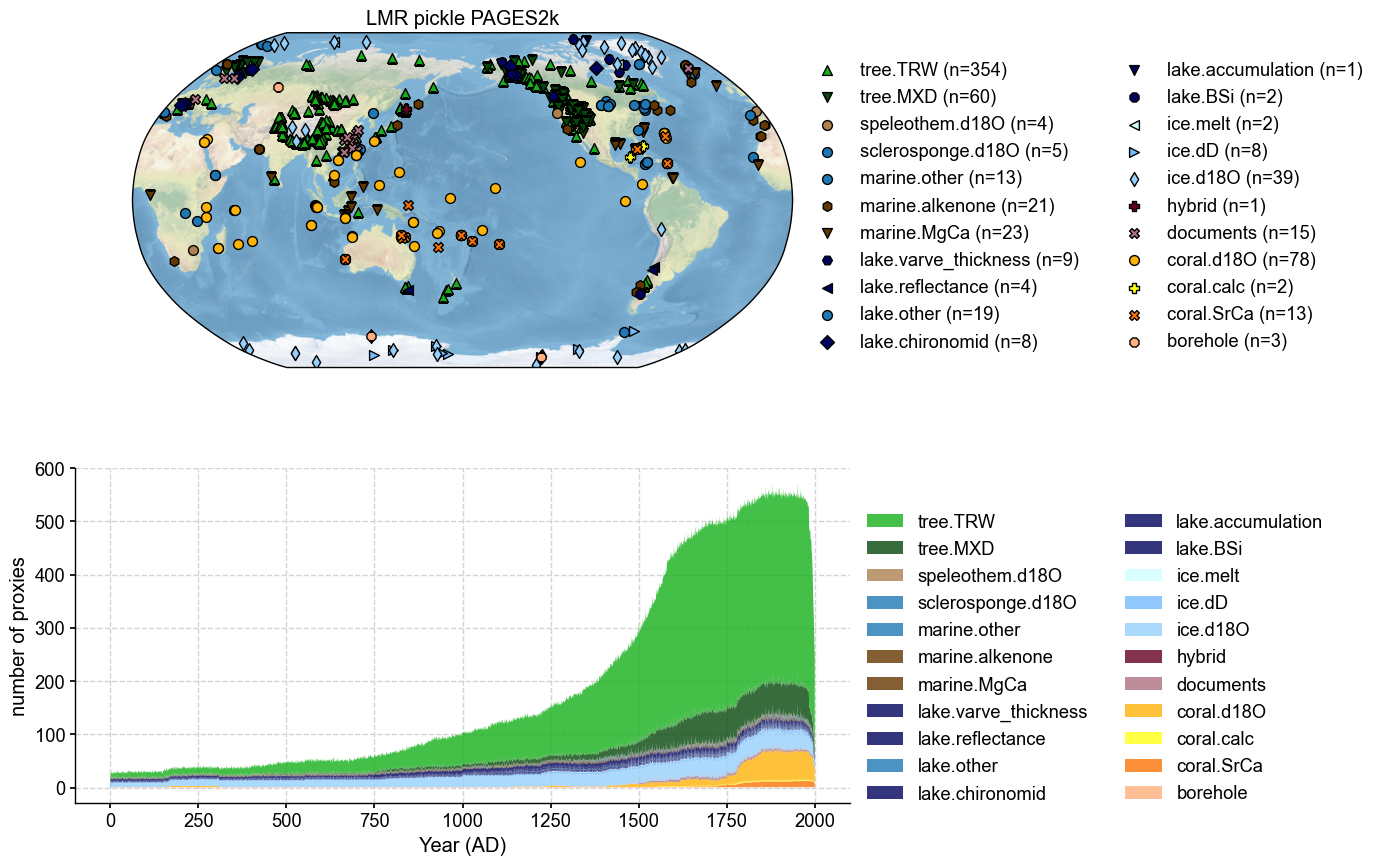 LMR pickle PAGES2k
tree.TRW (n=354)
tree.MXD (n=60)
speleothem.d18O (n=4)
sclerosponge.d18O (n=5)
marine.other (n=13)
marine.alkenone (n=21)
marine.MgCa (n=23)
lake.varve_thickness (n=9)
lake.reflectance (n=4)
lake.other (n=19)
lake.chironomid (n=8)
lake.accumulation (n=1)
lake.BSi (n=2)
ice.melt (n=2)
ice.dD (n=8)
ice.d18O (n=39)
hybrid (n=1)
documents (n=15)
coral.d18O (n=78)
coral.calc (n=2)
coral.SrCa (n=13)
borehole (n=3)
number of proxies
600
500
400
300
200
100
0
0 250 500 750 1000 1250 1500 1750 2000
Year (AD)
tree.TRW
tree.MXD
speleothem.d18O
sclerosponge.d18O
marine.other
marine.alkenone
marine.MgCa
lake.varve_thickness
lake.reflectance
lake.other
lake.chironomid
lake.accumulation
lake.BSi
ice.melt
ice.dD
ice.d18O
hybrid
documents
coral.d18O
coral.calc
coral.SrCa
borehole